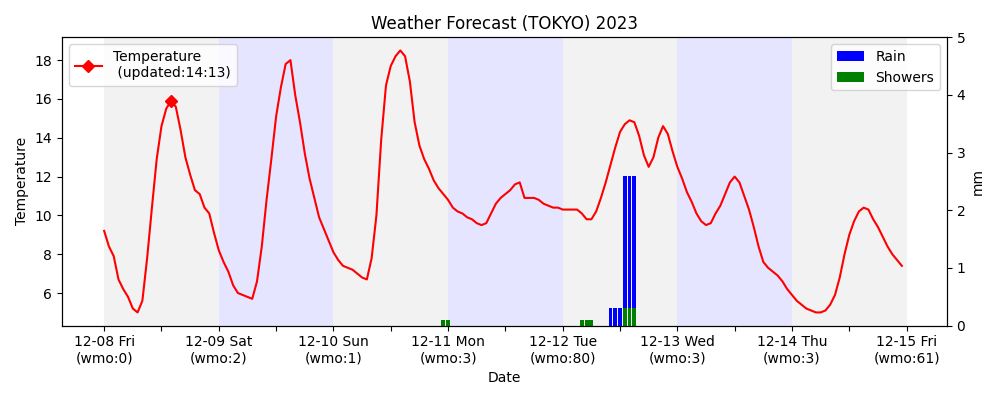 Weather Forecast (TOKYO) 2023
Temperature
(updated:14:13)
Rain
Showers
18
16
14
12
10
8
6
Temperature
5
4
3
2
1
0
mm
12-08 Fri
(wmo:0)
12-09 Sat
(wmo:2)
12-10 Sun
(wmo:1)
12-11 Mon
(wmo:3)
12-12 Tue
(wmo:80)
12-13 Wed
(wmo:3)
12-14 Thu
(wmo:3)
12-15 Fri
(wmo:61)
Date